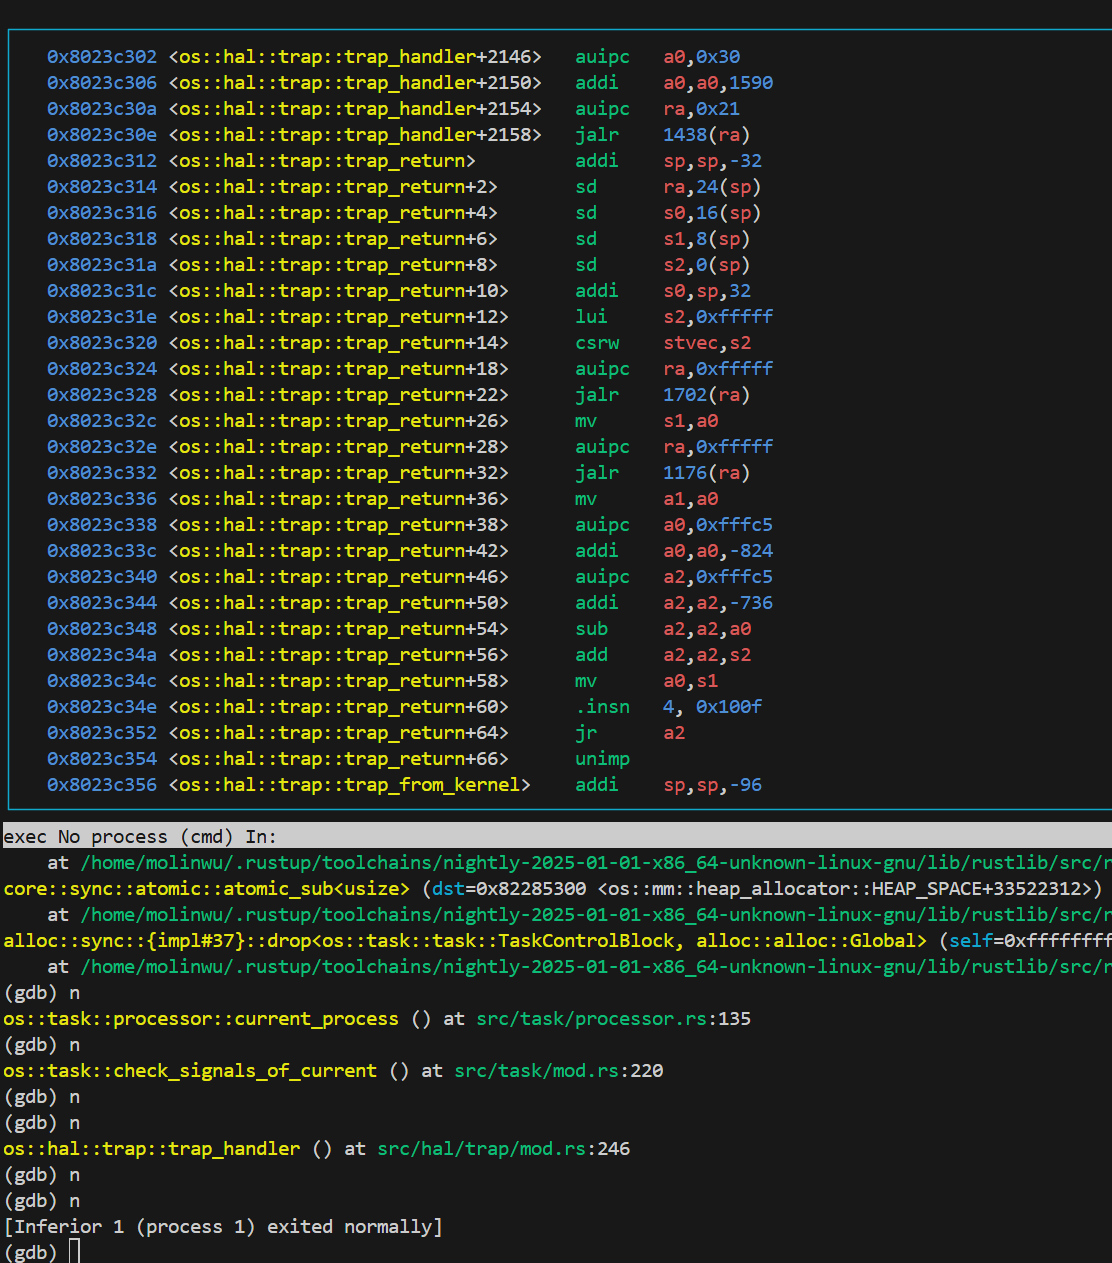 0x8023c302 <os::hal::trap::trap_handler+2146> auipc a0,0x30
0x8023c306 <os::hal::trap::trap_handler+2150> addi a0,a0,1590
0x8023c30a <os::hal::trap::trap_handler+2154> auipc ra,0x21
0x8023c30e <os::hal::trap::trap_handler+2158> jalr 1438(ra)
0x8023c312 <os::hal::trap::trap_return> addi sp,sp,-32
0x8023c314 <os::hal::trap::trap_return+2> sd ra,24(sp)
0x8023c316 <os::hal::trap::trap_return+4> sd s0,16(sp)
0x8023c318 <os::hal::trap::trap_return+6> sd s1,8(sp)
0x8023c31a <os::hal::trap::trap_return+8> sd s2,0(sp)
0x8023c31c <os::hal::trap::trap_return+10> addi s0,sp,32
0x8023c31e <os::hal::trap::trap_return+12> lui s2,0xfffff
0x8023c320 <os::hal::trap::trap_return+14> csrw stvec,s2
0x8023c324 <os::hal::trap::trap_return+18> auipc ra,0xfffff
0x8023c328 <os::hal::trap::trap_return+22> jalr 1702(ra)
0x8023c32c <os::hal::trap::trap_return+26> mv s1,a0
0x8023c32e <os::hal::trap::trap_return+28> auipc ra,0xfffff
0x8023c332 <os::hal::trap::trap_return+32> jalr 1176(ra)
0x8023c336 <os::hal::trap::trap_return+36> mv a1,a0
0x8023c338 <os::hal::trap::trap_return+38> auipc a0,0xfffc5
0x8023c33c <os::hal::trap::trap_return+42> addi a0,a0,-824
0x8023c340 <os::hal::trap::trap_return+46> auipc a2,0xfffc5
0x8023c344 <os::hal::trap::trap_return+50> addi a2,a2,-736
0x8023c348 <os::hal::trap::trap_return+54> sub a2,a2,a0
0x8023c34a <os::hal::trap::trap_return+56> add a2,a2,s2
0x8023c34c <os::hal::trap::trap_return+58> mv a0,s1
0x8023c34e <os::hal::trap::trap_return+60> .insn 4, 0x100f
0x8023c352 <os::hal::trap::trap_return+64> jr a2
0x8023c354 <os::hal::trap::trap_return+66> unimp
0x8023c356 <os::hal::trap::trap_from_kernel> addi sp,sp,-96
exec No process (cmd) In:
at /home/molinwu/.rustup/toolchains/nightly-2025-01-01-x86_64-unknown-linux-gnu/lib/rustlib/src/r
core::sync::atomic::atomic_sub<usize> (dst=0x82285300 <os::mm::heap_allocator::HEAP_SPACE+33522312>)
at /home/molinwu/.rustup/toolchains/nightly-2025-01-01-x86_64-unknown-linux-gnu/lib/rustlib/src/r
alloc::sync::{impl#37}::drop<os::task::task::TaskControlBlock, alloc::alloc::Global> (self=0xffffffff
at /home/molinwu/.rustup/toolchains/nightly-2025-01-01-x86_64-unknown-linux-gnu/lib/rustlib/src/r
(gdb) n
os::task::processor::current_process () at src/task/processor.rs:135
(gdb) n
os::task::check_signals_of_current () at src/task/mod.rs:220
(gdb) n
(gdb) n
os::hal::trap::trap_handler () at src/hal/trap/mod.rs:246
(gdb) n
(gdb) n
[Inferior 1 (process 1) exited normally]
(gdb)